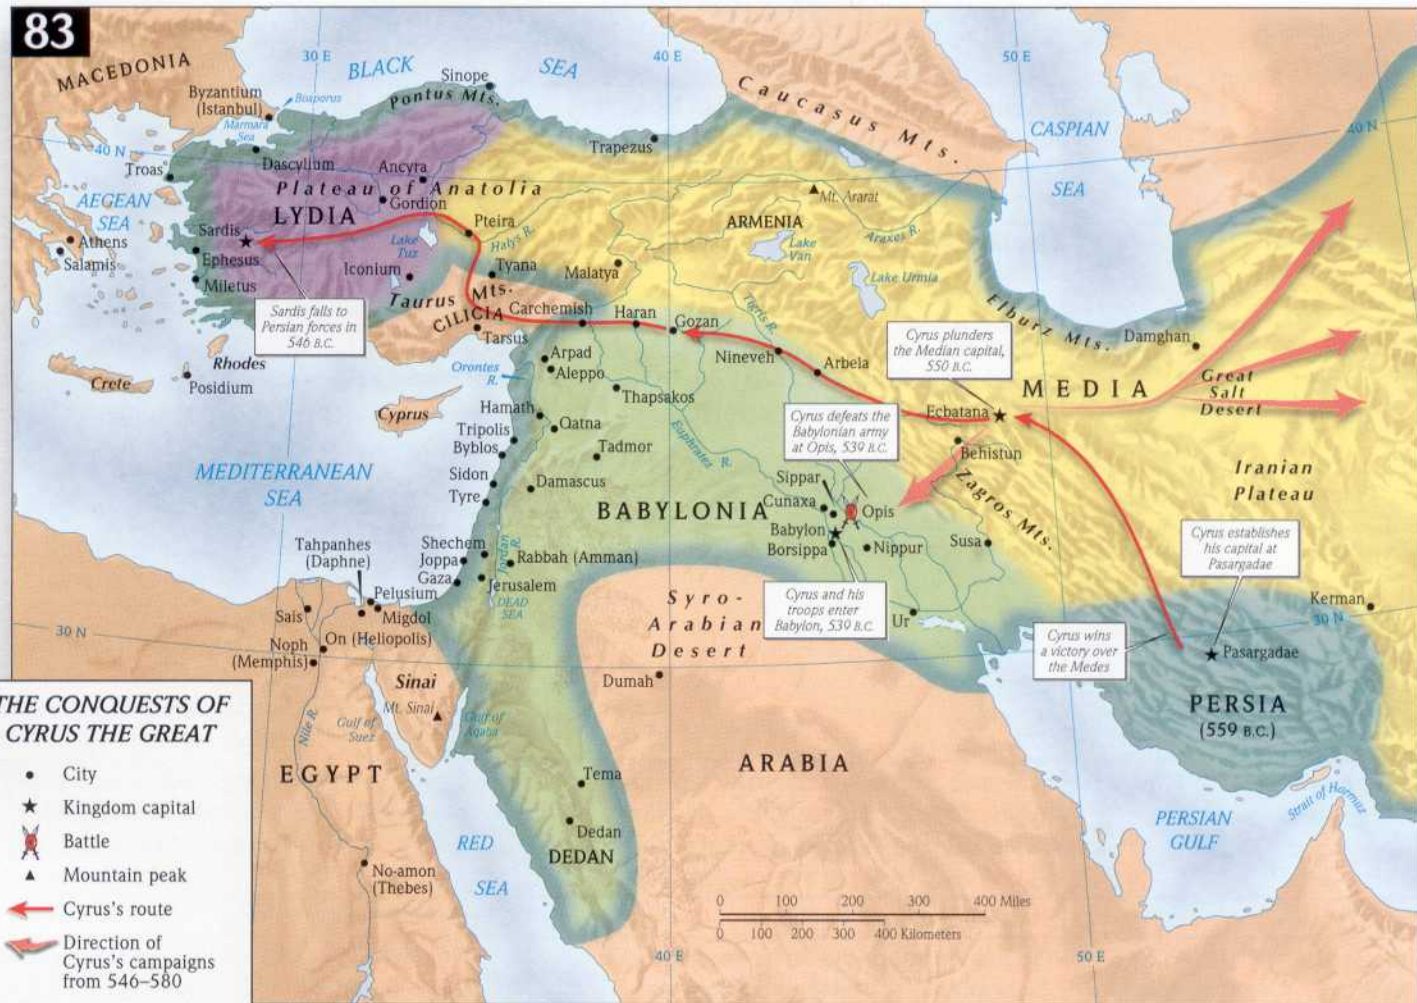 83
MACEDONIA
30 E
BLACK
SEA
40 E
50 E
Sinope
Byzantium
(Istanbul)
Bosporus
Pontus Mts.
Caucasus Mts.
Marmara
Sea
CASPIAN
SEA
40 N
40 N
Trapezus
Troas
Dascylium
Ancyra
Plateau of Anatolia
Mt. Ararat
AEGEAN
SEA
LYDIA
Gordion
Pteira
ARMENIA
Sardis
Halys R.
Araxes R.
Athens
Lake
Tuz
Lake
Van
Ephesus
Salamis
Iconium
Tyana
Malatya
Lake Urmia
Miletus
Taurus Mts.
Elburz Mts.
Sardis falls to
Persian forces in
546 B.C.
CILICIA
Carchemish
Haran
Gozan
Tigris R.
Cyrus plunders
the Median capital,
550 B.C.
Damghan
Tarsus
Nineveh
Arbela
Rhodes
Arpad
Aleppo
Orontes
R.
Crete
Posidium
MEDIA
Great
Salt
Desert
Thapsakos
Cyprus
Hamath
Ecbatana
Cyrus defeats the
Babylonian army
at Opis, 539 B.C.
Qatna
Tripolis
Byblos
Euphrates R.
Tadmor
Behistun
MEDITERRANEAN
SEA
Sidon
Damascus
Sippar
Zagros Mts.
Iranian
Plateau
Tyre
BABYLONIA
Cunaxa
Opis
Babylon
Borsippa
Nippur
Susa
Cyrus establishes
his capital at
Pasargadae
Tahpanhes
(Daphne)
Shechem
Jordan
R.
Joppa
Rabbah (Amman)
Gaza
Jerusalem
DEAD
SEA
Pelusium
Migdol
Syro-
Arabian
Desert
Cyrus and his
troops enter
Babylon, 539 B.C.
Kerman
Sais
Ur
30 N
30 N
On (Heliopolis)
Noph
(Memphis)
Cyrus wins
a victory over
the Medes
Pasargadae
Sinai
Dumah
Mt. Sinai
PERSIA
(559 B.C.)
Nile R.
Gulf of
Suez
Gulf of
Aqaba
EGYPT
ARABIA
Tema
Strait of Hormuz
Dedan
DEDAN
PERSIAN
GULF
RED
SEA
No-amon
(Thebes)
THE CONQUESTS OF
CYRUS THE GREAT
City
Kingdom capital
Battle
Mountain peak
Cyrus's route
Direction of
Cyrus's campaigns
from 546–580
0 100 200 300 400 Miles
0 100 200 300 400 Kilometers
40 E
50 E